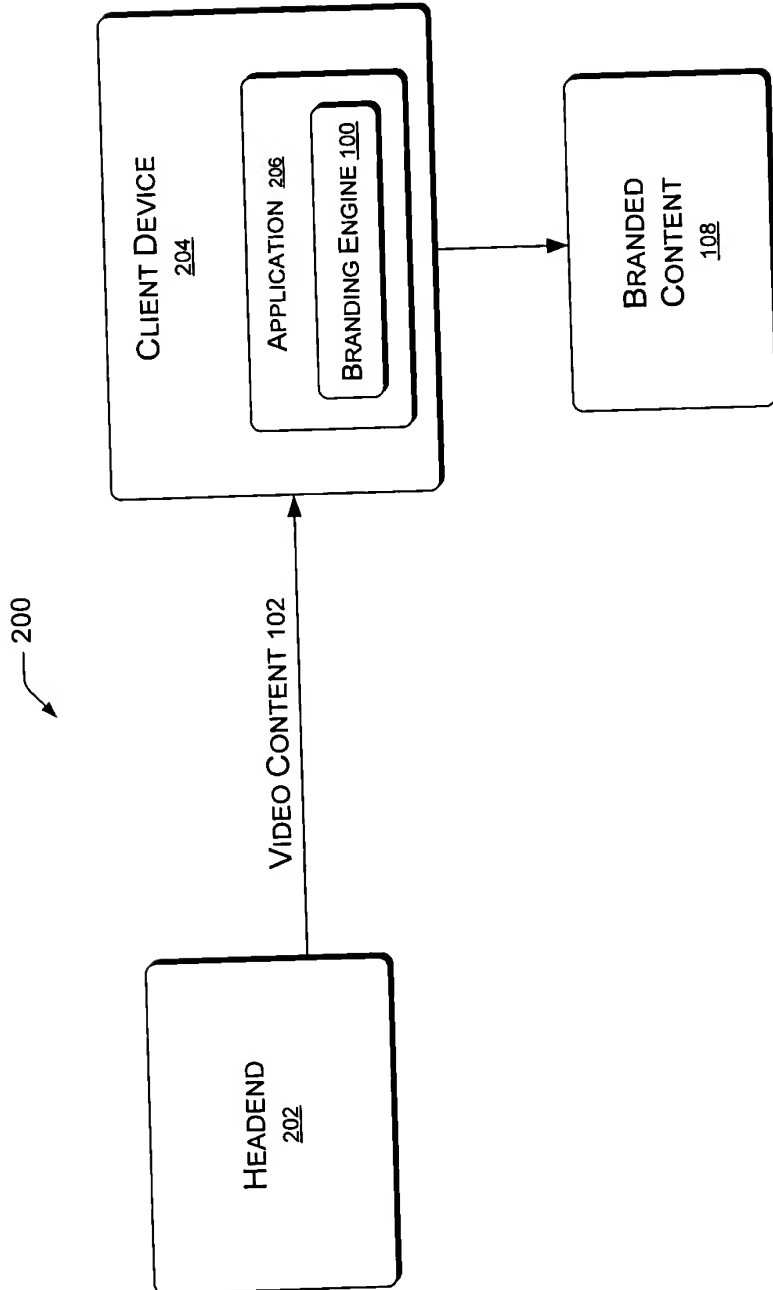 200
HEADEND
202
VIDEO CONTENT 102
CLIENT DEVICE
204
APPLICATION 206
BRANDING ENGINE 100
BRANDED
CONTENT
108